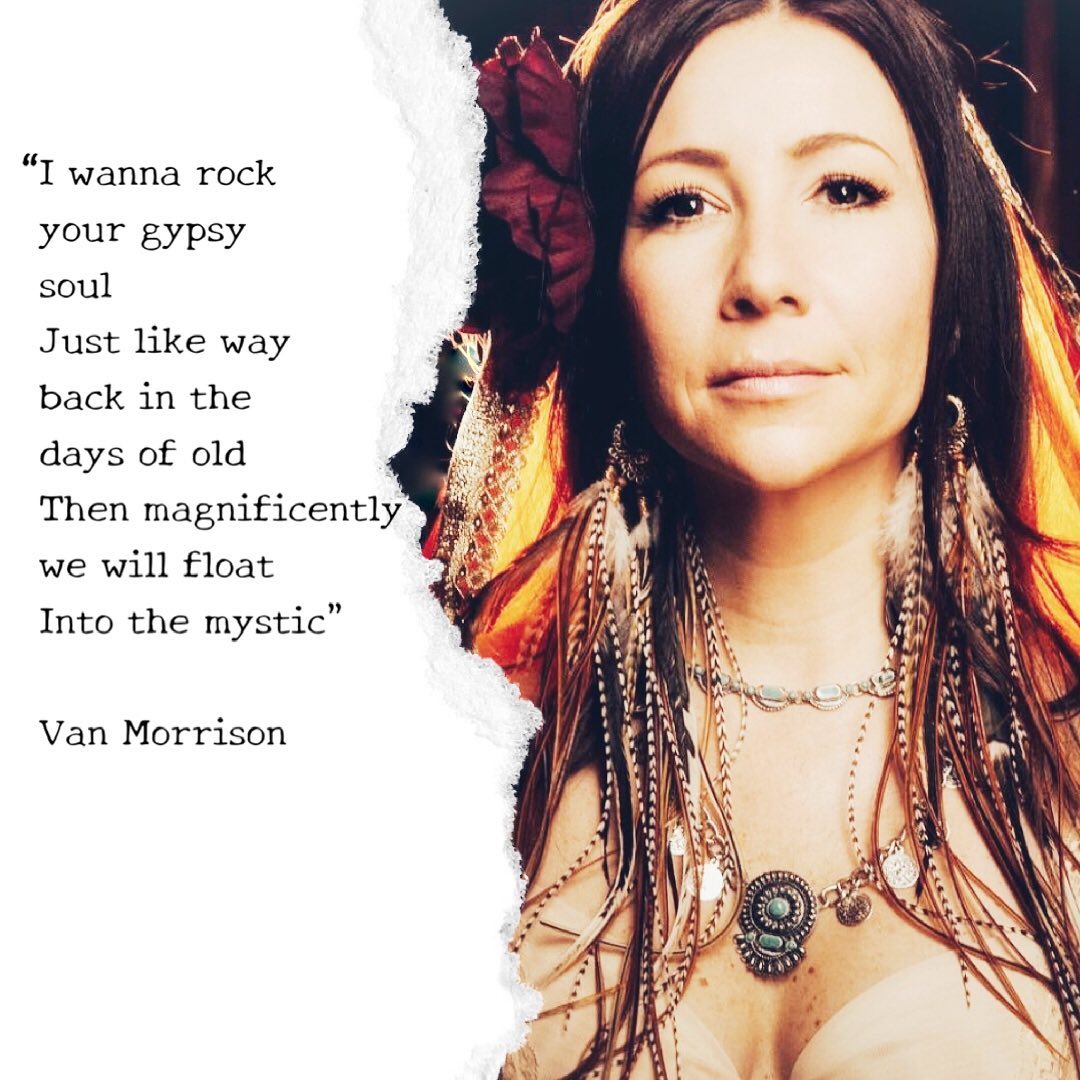 “I wanna rock
your gypsy
soul
Just like way
back in the
days of old
Then magnificently
we will float
Into the mystic”
Van Morrison